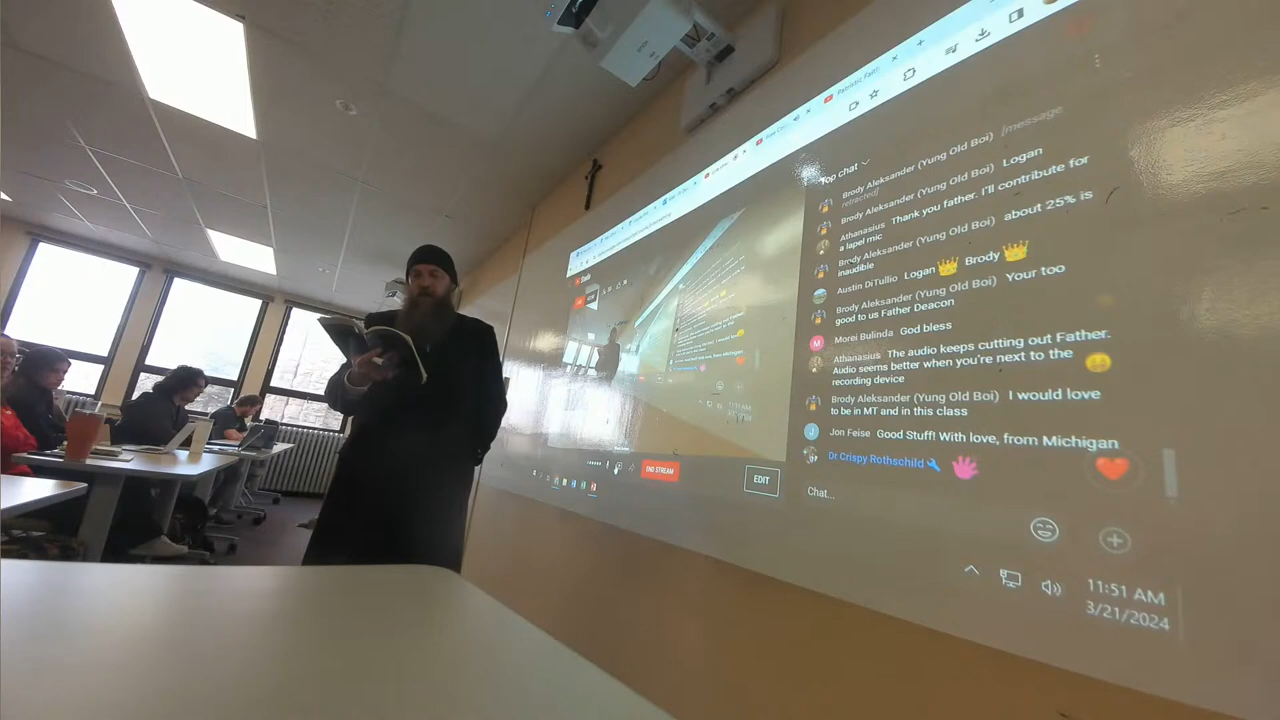 Patristic Faith
Top chat
Brody Aleksander (Yung Old Boi) [message
retracted]
Brody Aleksander (Yung Old Boi) Logan
Athanasius Thank you father. I'll contribute for
a lapel mic
Brody Aleksander (Yung Old Boi) about 25% is
inaudible
Austin DiTullio Logan👑 Brody👑
Brody Aleksander (Yung Old Boi) Your too
good to us Father Deacon
M Morei Bulinda God bless
Athanasius The audio keeps cutting out Father.
Audio seems better when you're next to the
recording device
Brody Aleksander (Yung Old Boi) I would love
to be in MT and in this class
J Jon Feise Good Stuff! With love, from Michigan
Dr Crispy Rothschild
Chat...
END STREAM
EDIT
11:51 AM
3/21/2024